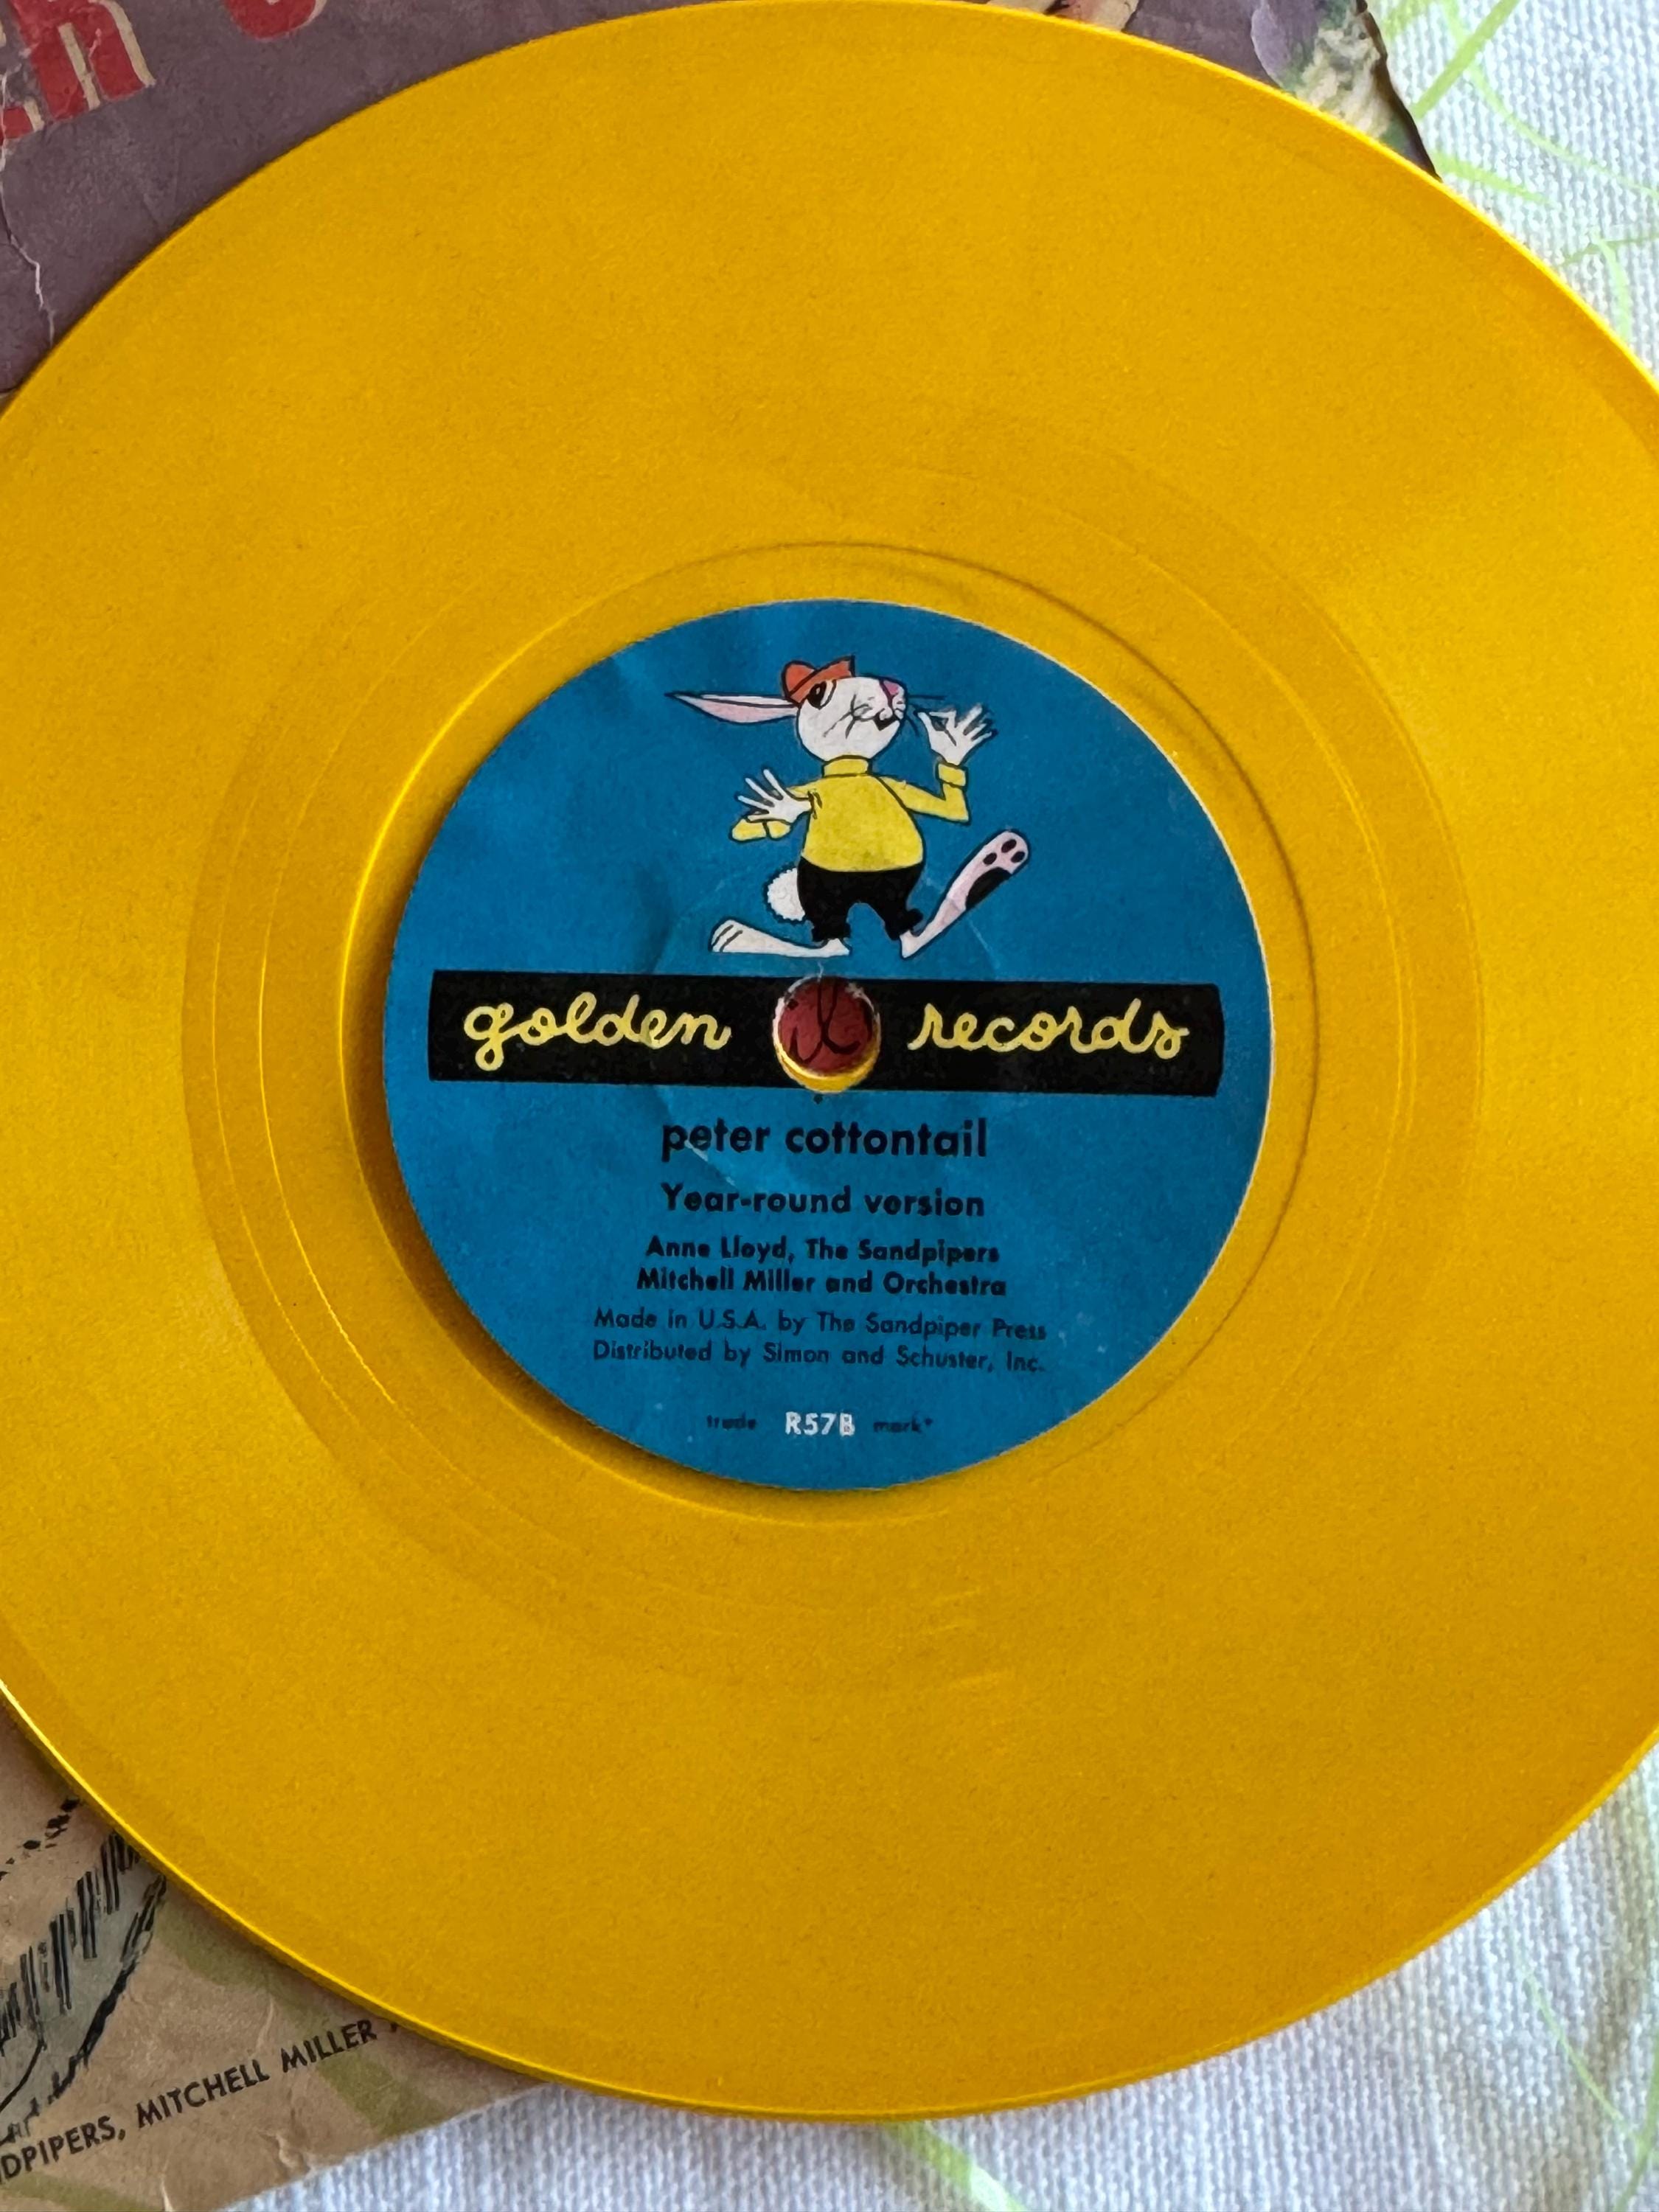 golden records
peter cottontail
Year-round version
Anne Lloyd, The Sandpipers
Mitchell Miller and Orchestra
Made in U.S.A. by The Sandpiper Press
Distributed by Simon and Schuster, Inc.
trade R57B mark*
DPIPERS, MITCHELL MILLER